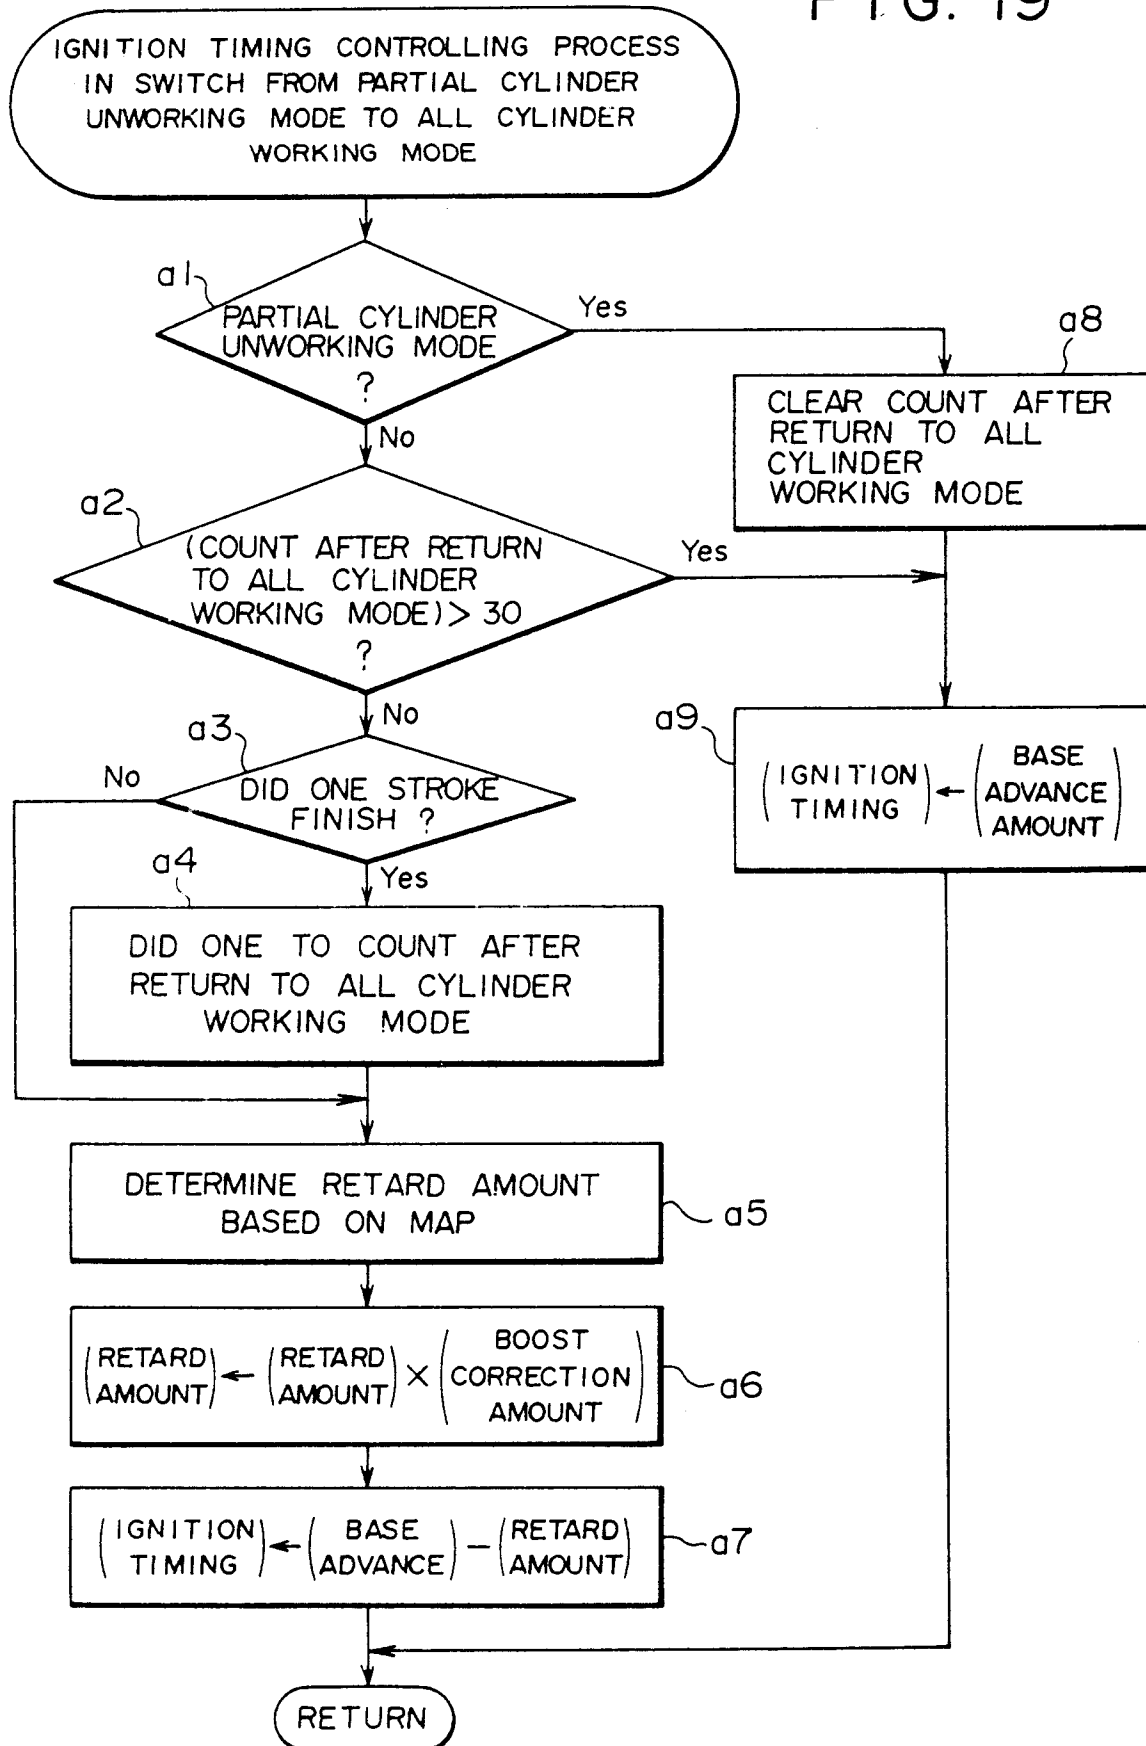 FIG. 19
IGNITION TIMING CONTROLLING PROCESS
IN SWITCH FROM PARTIAL CYLINDER
UNWORKING MODE TO ALL CYLINDER
WORKING MODE
a1
PARTIAL CYLINDER
UNWORKING MODE
?
Yes
No
a8
CLEAR COUNT AFTER
RETURN TO ALL
CYLINDER
WORKING MODE
a2
(COUNT AFTER RETURN
TO ALL CYLINDER
WORKING MODE) > 30
?
Yes
No
a3
DID ONE STROKE
FINISH ?
No
Yes
a9
(IGNITION TIMING) ← (BASE ADVANCE AMOUNT)
a4
DID ONE TO COUNT AFTER
RETURN TO ALL CYLINDER
WORKING MODE
DETERMINE RETARD AMOUNT
BASED ON MAP
a5
(RETARD AMOUNT) ← (RETARD AMOUNT) × (BOOST CORRECTION AMOUNT)
a6
(IGNITION TIMING) ← (BASE ADVANCE) − (RETARD AMOUNT)
a7
RETURN